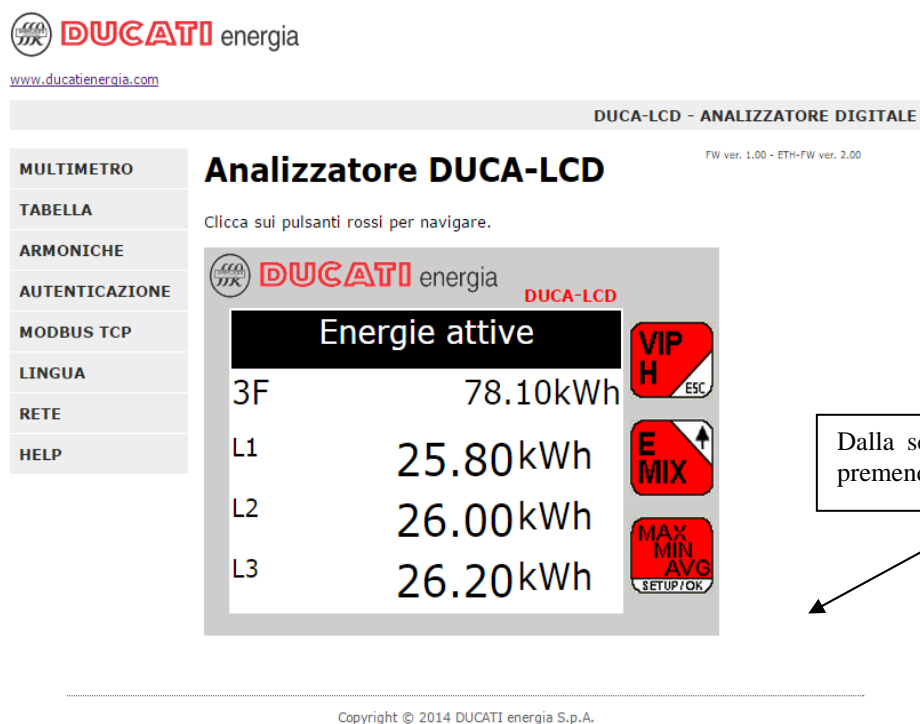 DUCATI energia
www.ducatienergia.com
DUCA-LCD - ANALIZZATORE DIGITALE
MULTIMETRO
TABELLA
ARMONICHE
AUTENTICAZIONE
MODBUS TCP
LINGUA
RETE
HELP
Analizzatore DUCA-LCD
FW ver. 1.00 - ETH-FW ver. 2.00
Clicca sui pulsanti rossi per navigare.
DUCATI energia
DUCA-LCD
Energie attive
3F 78.10kWh
L1 25.80kWh
L2 26.00kWh
L3 26.20kWh
VIP
H
ESC
E
MIX
MAX
MIN
AVG
SETUP/OK
Dalla
Copyright © 2014 DUCATI energia S.p.A.